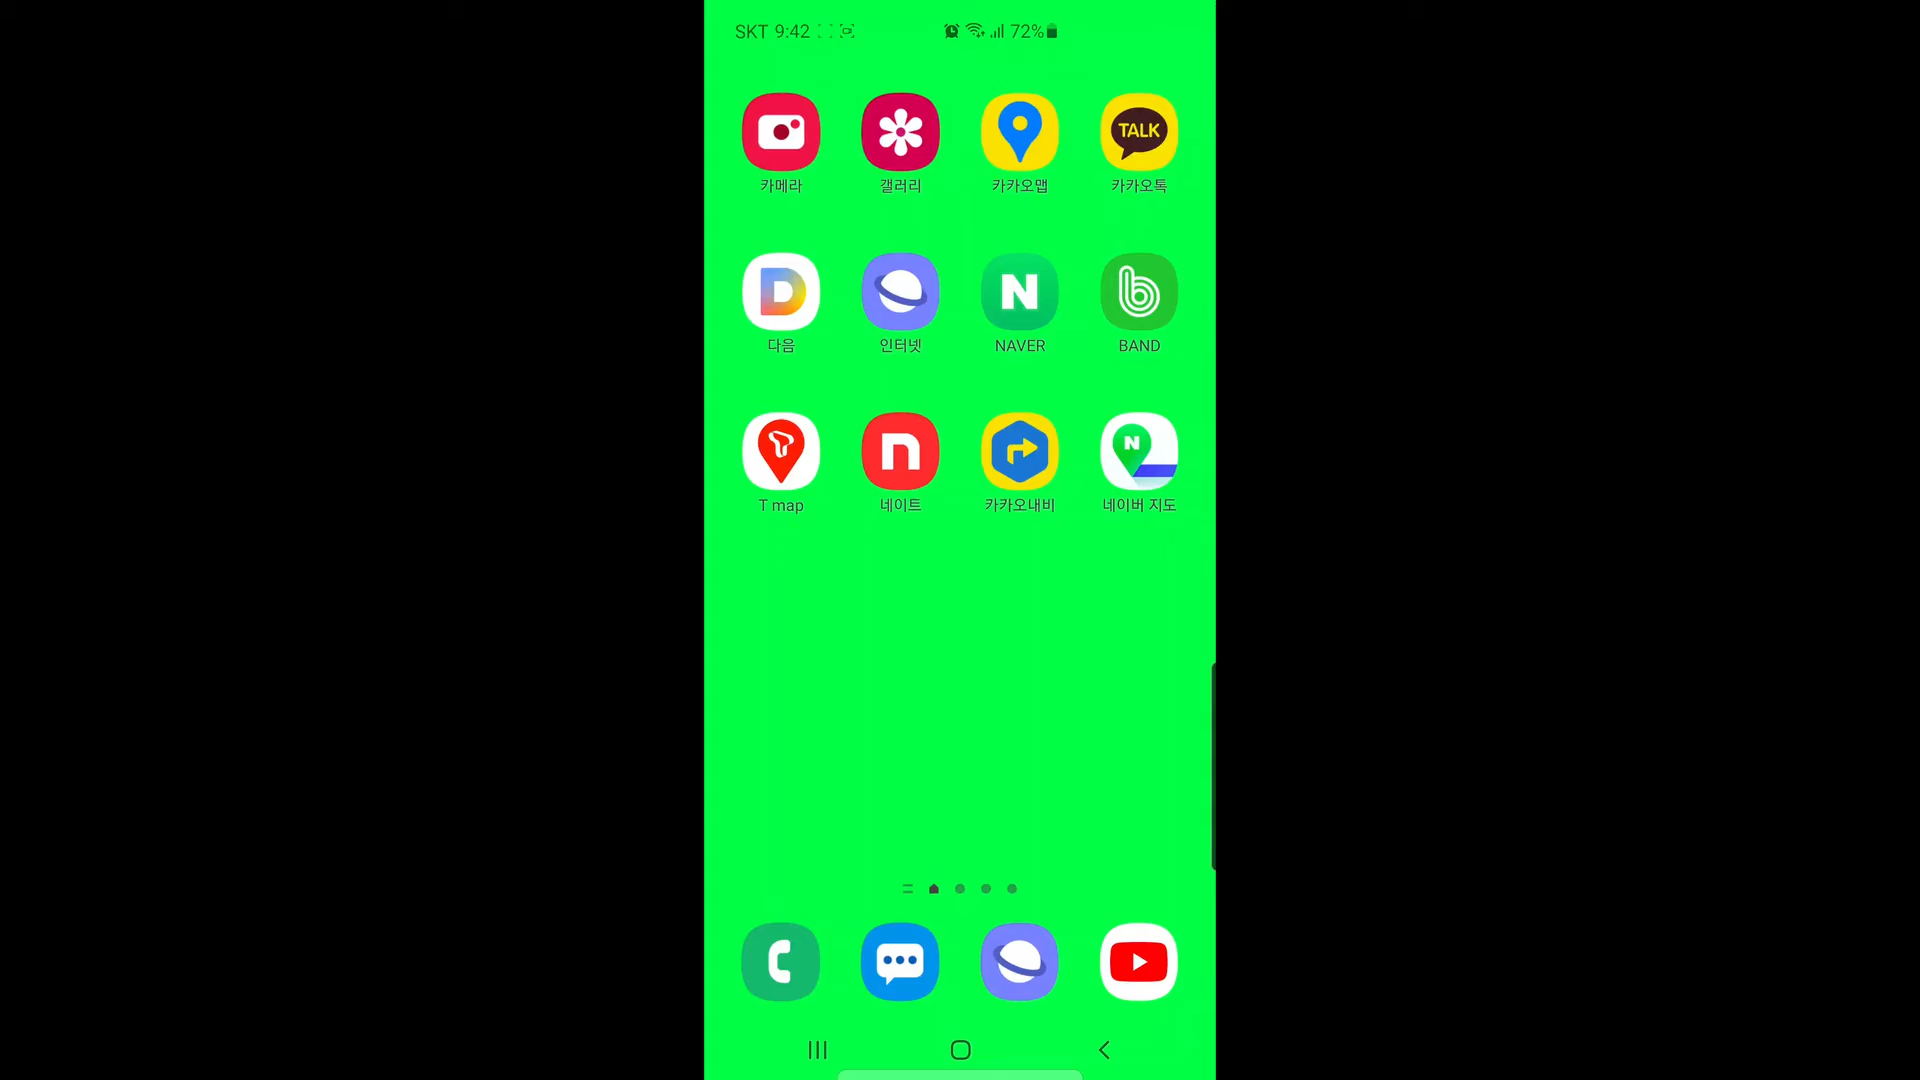 SKT 9:42 72%
TALK
카메라 갤러리 카카오맵 카카오톡
D N b
다음 인터넷 NAVER BAND
T n N
T map 네이트 카카오내비 네이버 지도